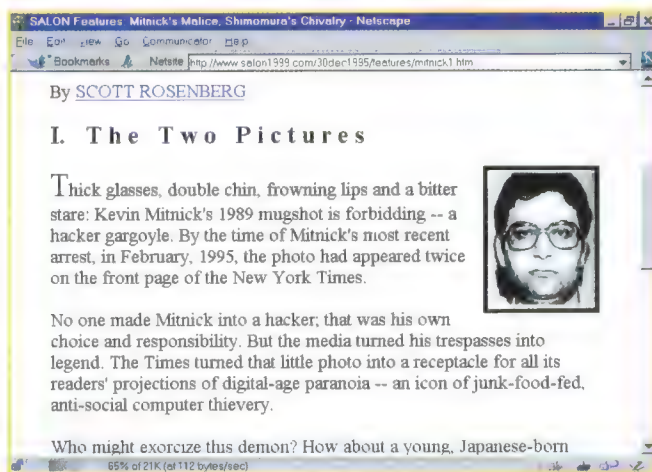 SALON Features Mitnick's Malice, Shimomura's Chivalry - Netscape
File Edit View Go Communicator Help
Bookmarks Netsite http://www.salon1999.com/30dec1995/features/mitnick1.htm
By SCOTT ROSENBERG
I. The Two Pictures
Thick glasses, double chin, frowning lips and a bitter
stare: Kevin Mitnick's 1989 mugshot is forbidding -- a
hacker gargoyle. By the time of Mitnick's most recent
arrest, in February, 1995, the photo had appeared twice
on the front page of the New York Times.
No one made Mitnick into a hacker; that was his own
choice and responsibility. But the media turned his trespasses into
legend. The Times turned that little photo into a receptacle for all its
readers' projections of digital-age paranoia -- an icon of junk-food-fed,
anti-social computer thievery.
Who might exorcize this demon? How about a young, Japanese-born
65% of 21K (at 112 bytes/sec)